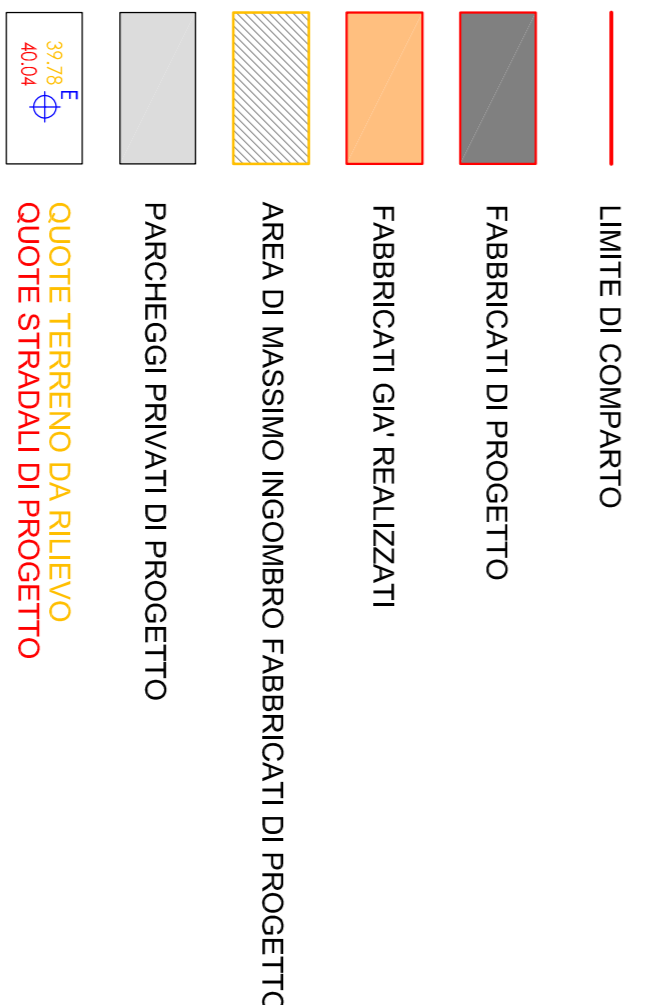 LIMITE DI COMPARTO
FABBRICATI DI PROGETTO
FABBRICATI GIA' REALIZZATI
AREA DI MASSIMO INGOMBRO FABBRICATI DI PROGETTO
PARCHEGGI PRIVATI DI PROGETTO
E
39.78
40.04
QUOTE TERRENO DA RILIEVO
QUOTE STRADALI DI PROGETTO